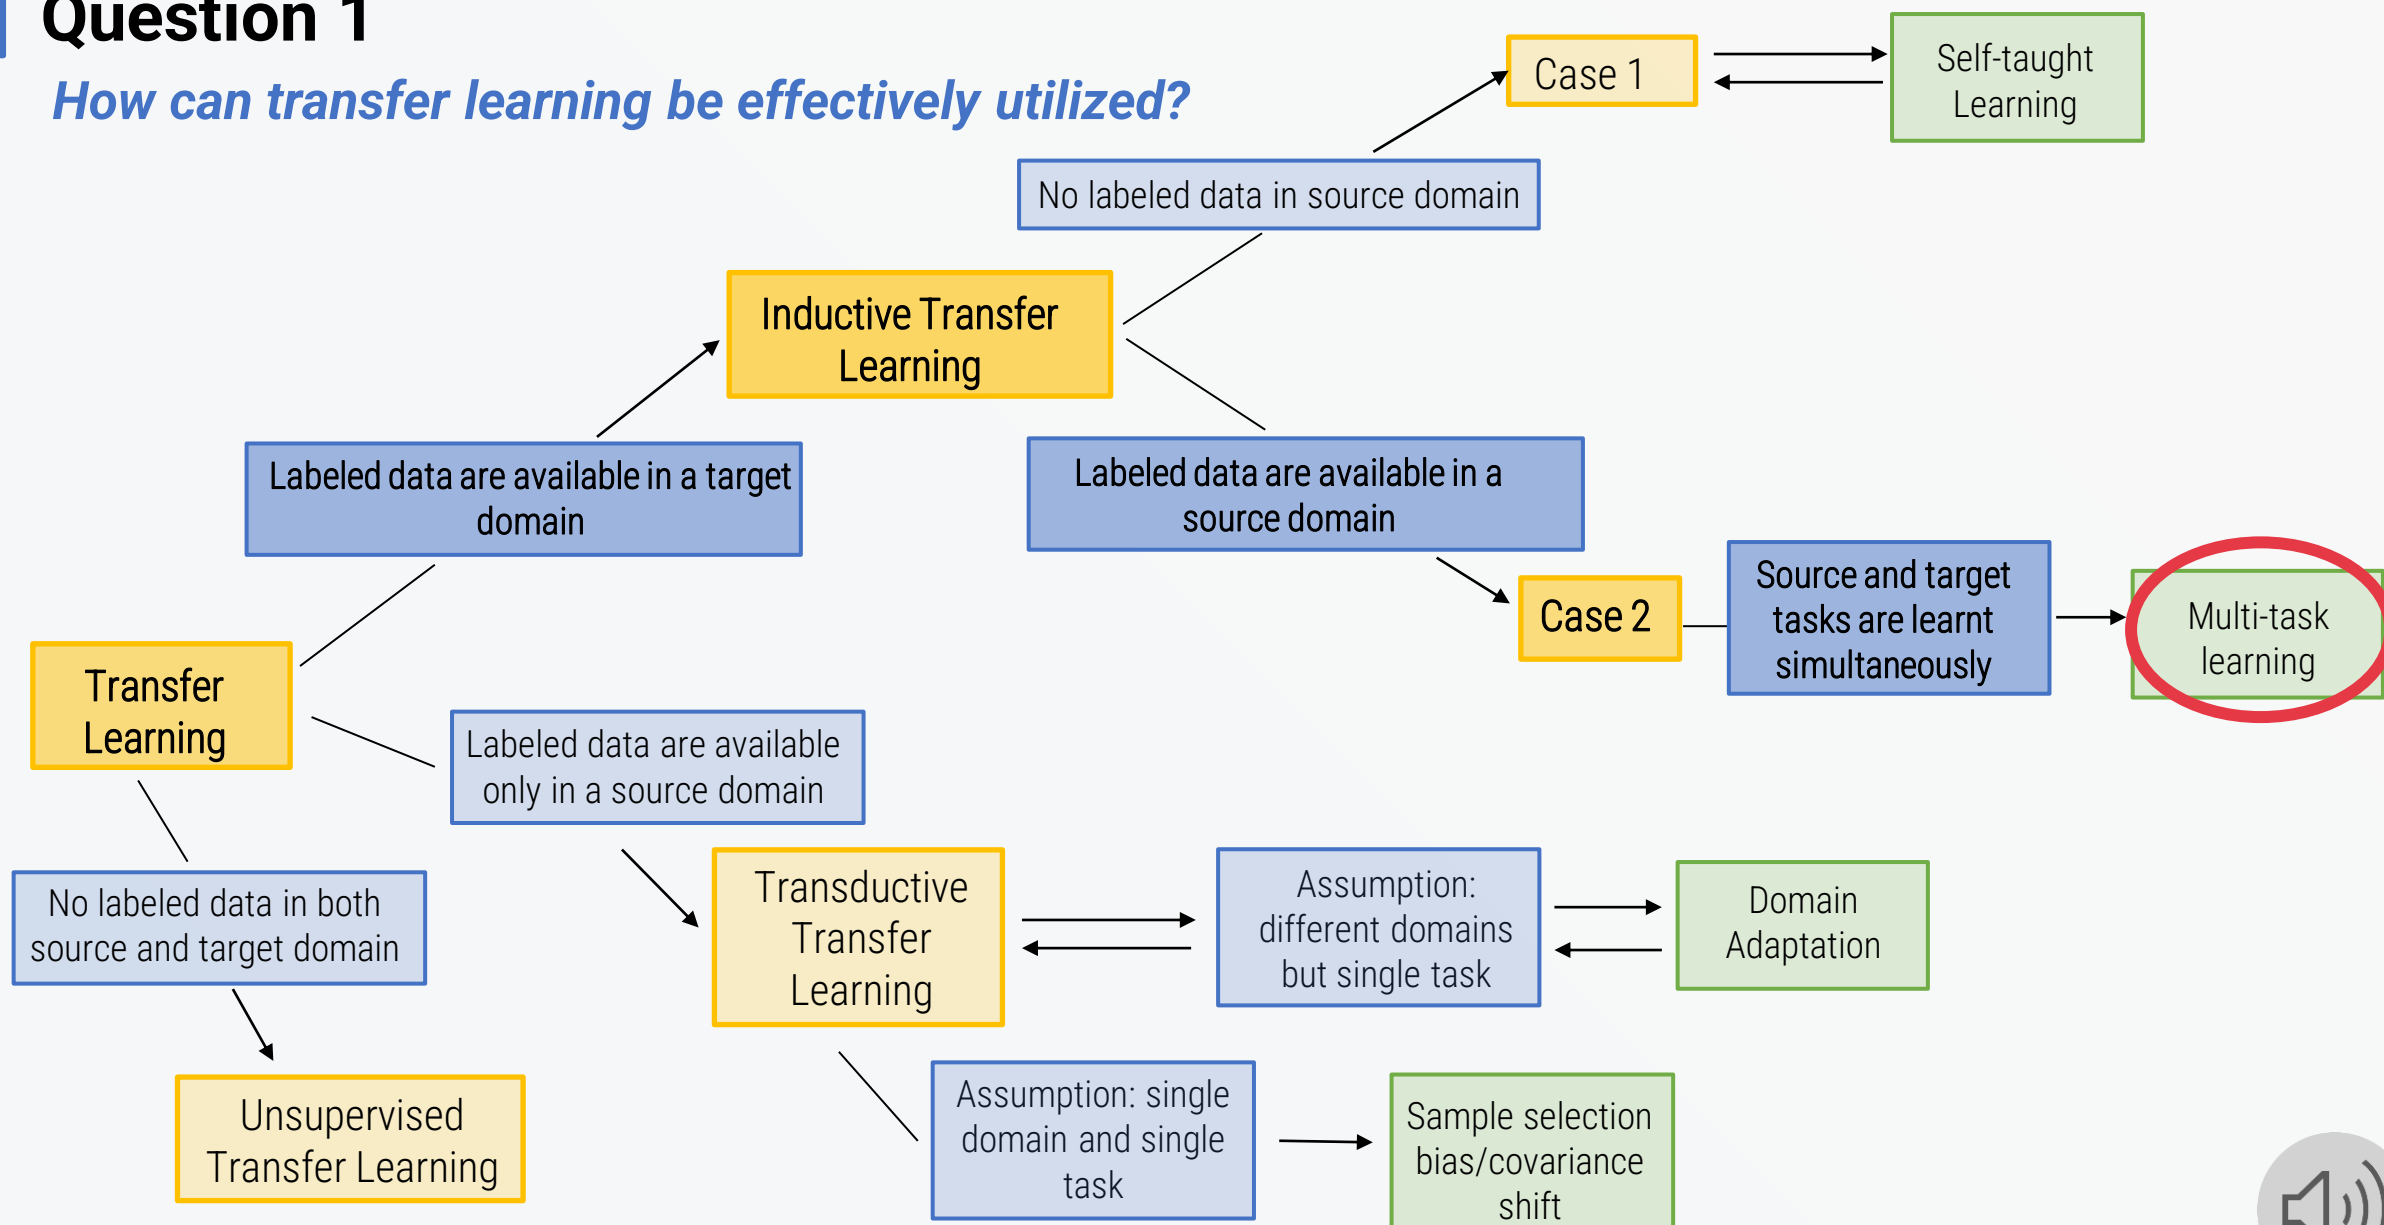 Question 1
How can transfer learning be effectively utilized?
Case 1
Self-taught
Learning
No labeled data in source domain
Inductive Transfer
Learning
Labeled data are available in a target
domain
Labeled data are available in a
source domain
Case 2
Source and target
tasks are learnt
simultaneously
Multi-task
learning
Transfer
Learning
Labeled data are available
only in a source domain
No labeled data in both
source and target domain
Transductive
Transfer
Learning
Assumption:
different domains
but single task
Domain
Adaptation
Unsupervised
Transfer Learning
Assumption: single
domain and single
task
Sample selection
bias/covariance
shift